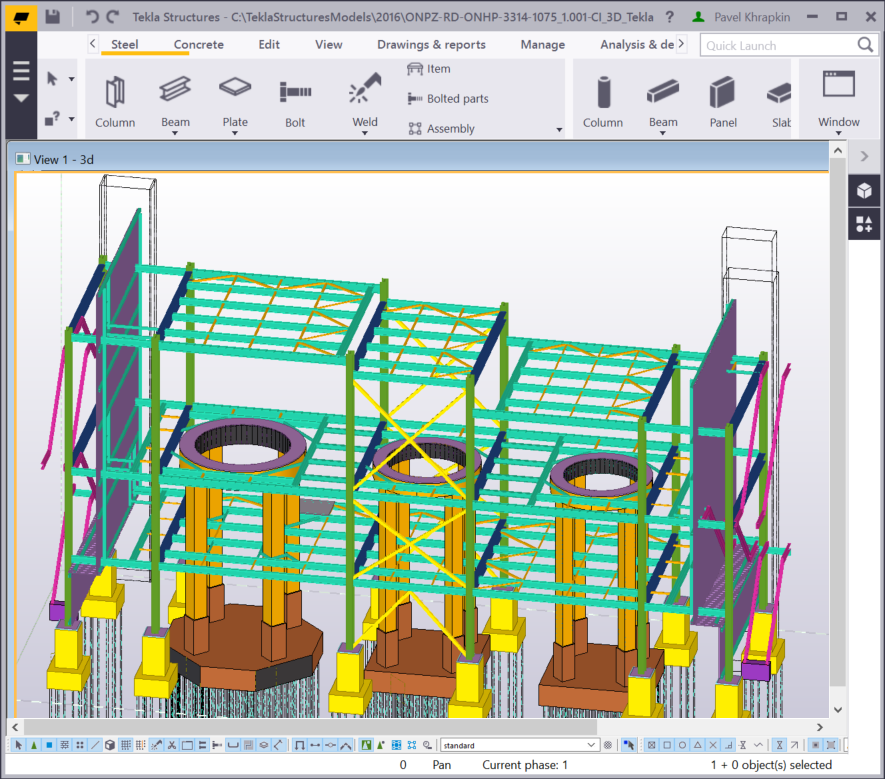 Tekla Structures - C:\TeklaStructuresModels\2016\ONPZ-RD-ONHP-3314-1075_1.001-CI_3D_Tekla ? Pavel Khrapkin
Steel Concrete Edit View Drawings & reports Manage Analysis & de Quick Launch
Item
Bolted parts
Assembly
Column Beam Plate Bolt Weld Column Beam Panel Slab Window
View 1 - 3d
standard
0 Pan Current phase: 1 1 + 0 object(s) selected